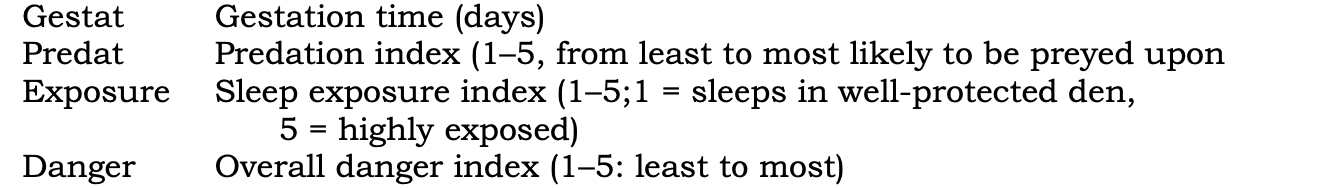 Gestat Gestation time (days)
Predat Predation index (1–5, from least to most likely to be preyed upon
Exposure Sleep exposure index (1–5;1 = sleeps in well-protected den,
5 = highly exposed)
Danger Overall danger index (1–5: least to most)